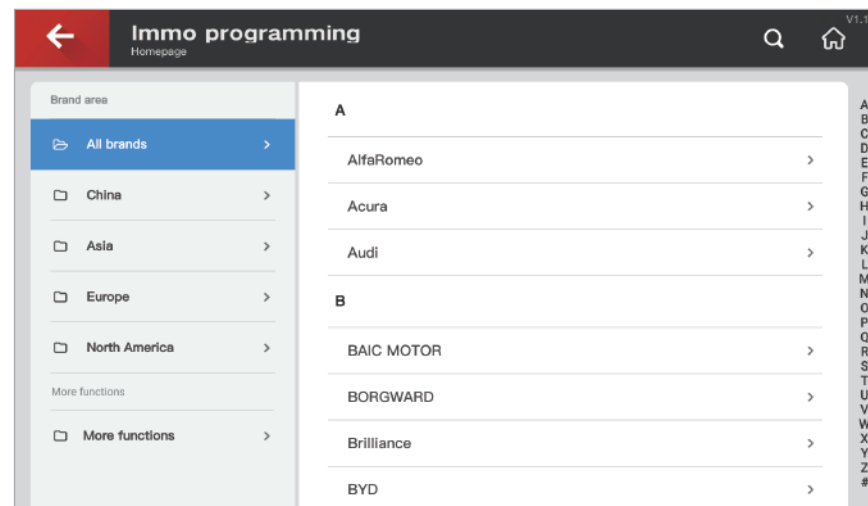 Immo programming
Homepage
V1.1
Brand area
All brands
China
Asia
Europe
North America
More functions
More functions
A
AlfaRomeo
Acura
Audi
B
BAIC MOTOR
BORGWARD
Brilliance
BYD
A
B
C
D
E
F
G
H
I
J
K
L
M
N
O
P
Q
R
S
T
U
V
W
X
Y
Z
#